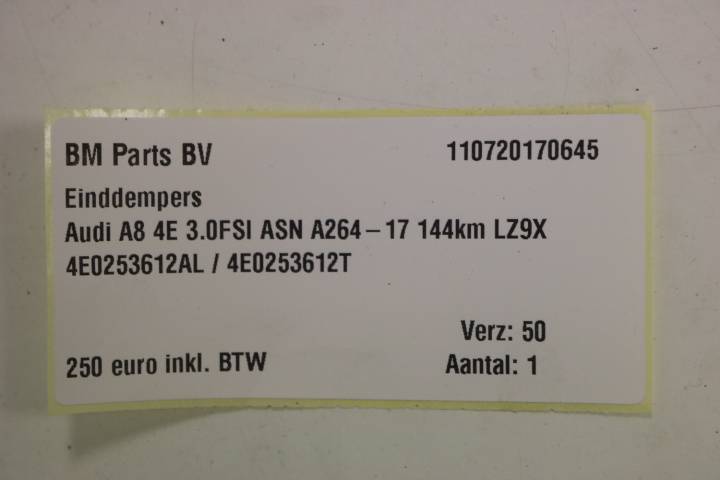 BM Parts BV 110720170645
Einddempers
Audi A8 4E 3.0FSI ASN A264-17 144km LZ9X
4E0253612AL / 4E0253612T
Verz: 50
250 euro inkl. BTW Aantal: 1